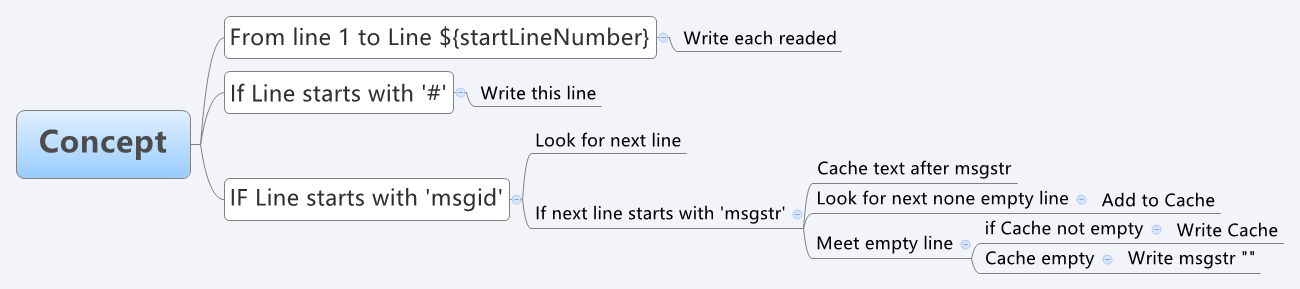 Concept
From line 1 to Line ${startLineNumber}
Write each readed
If Line starts with '#'
Write this line
IF Line starts with 'msgid'
Look for next line
If next line starts with 'msgstr'
Cache text after msgstr
Look for next none empty line
Add to Cache
Meet empty line
if Cache not empty
Write Cache
Cache empty
Write msgstr ""